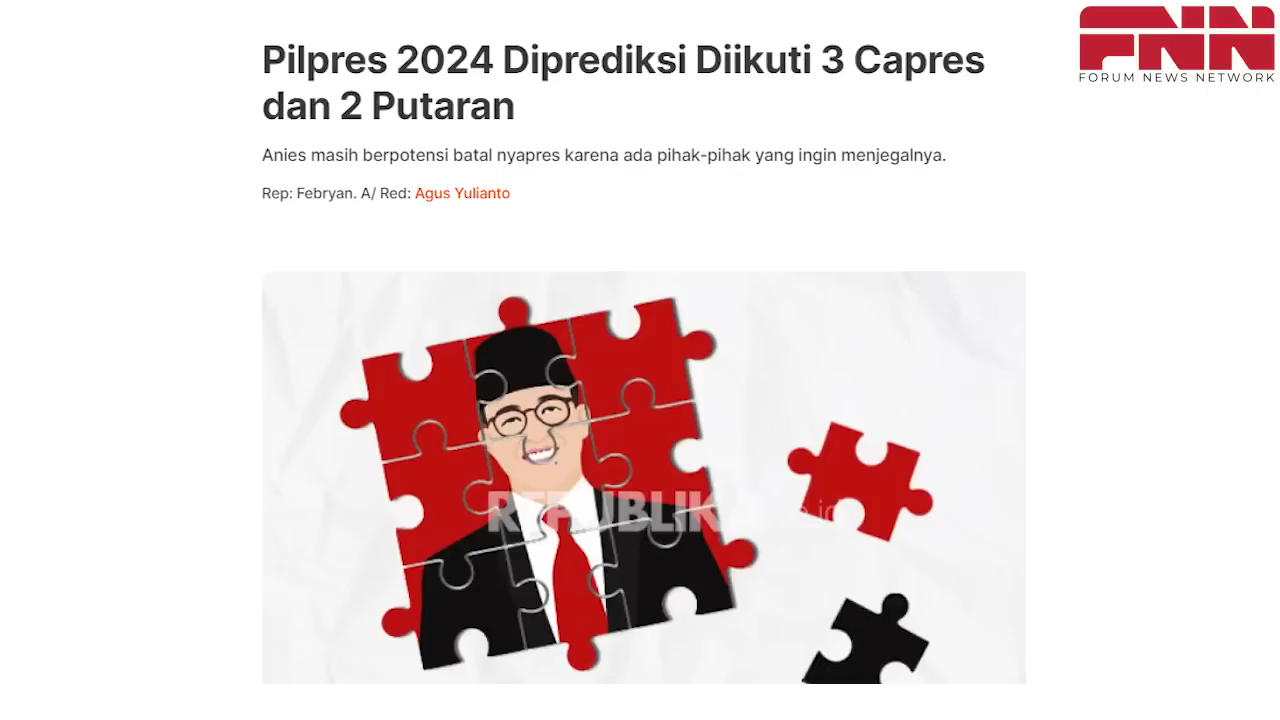 FNN
FORUM NEWS NETWORK
Pilpres 2024 Diprediksi Diikuti 3 Capres
dan 2 Putaran
Anies masih berpotensi batal nyapres karena ada pihak-pihak yang ingin menjegalnya.
Rep: Febryan. A/ Red: Agus Yulianto
REPUBLIK